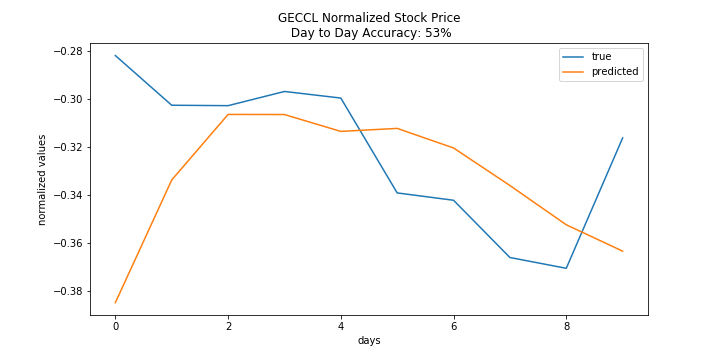 GECCL Normalized Stock Price
Day to Day Accuracy: 53%
true
predicted
normalized values
−0.28
−0.30
−0.32
−0.34
−0.36
−0.38
0 2 4 6 8
days